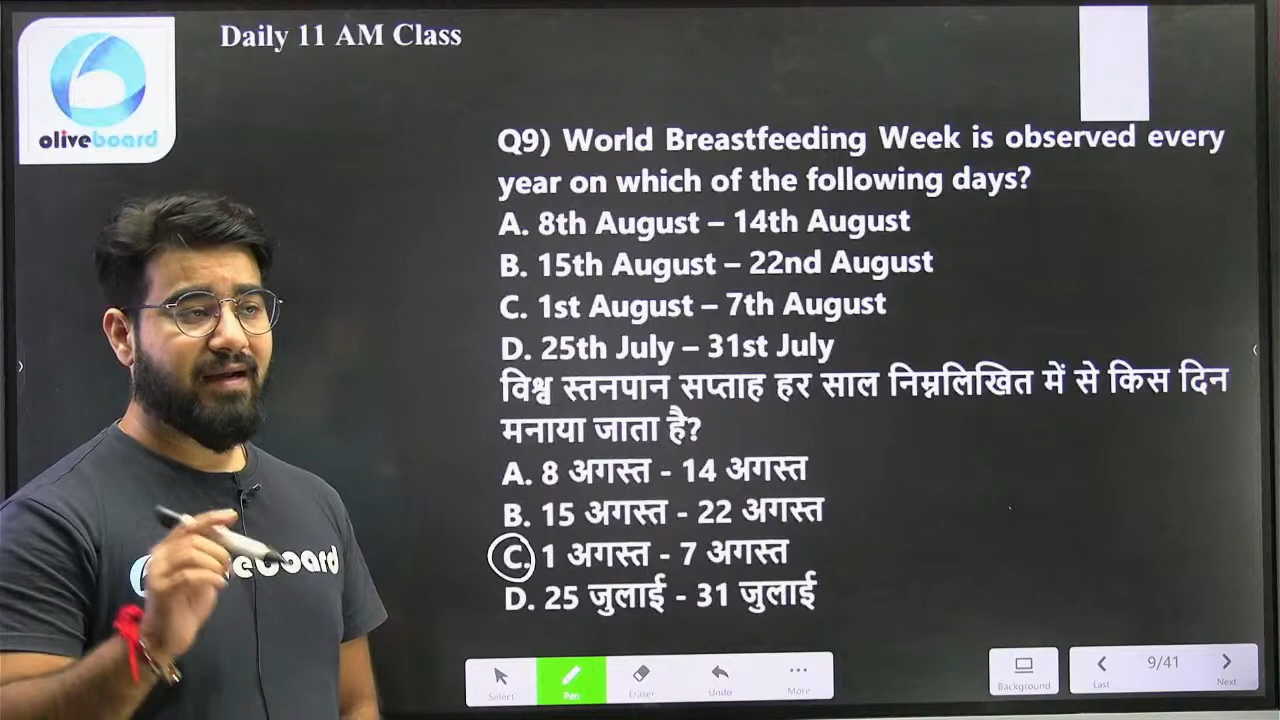 Daily 11 AM Class
oliveboard
Q9) World Breastfeeding Week is observed every
year on which of the following days?
A. 8th August – 14th August
B. 15th August – 22nd August
C. 1st August – 7th August
D. 25th July – 31st July
विश्व स्तनपान सप्ताह हर साल निम्नलिखित में से किस दिन
मनाया जाता है?
A. 8 अगस्त - 14 अगस्त
B. 15 अगस्त - 22 अगस्त
C. 1 अगस्त - 7 अगस्त
D. 25 जुलाई - 31 जुलाई
Select
Pen
Eraser
Undo
More
Background
Last
9/41
Next